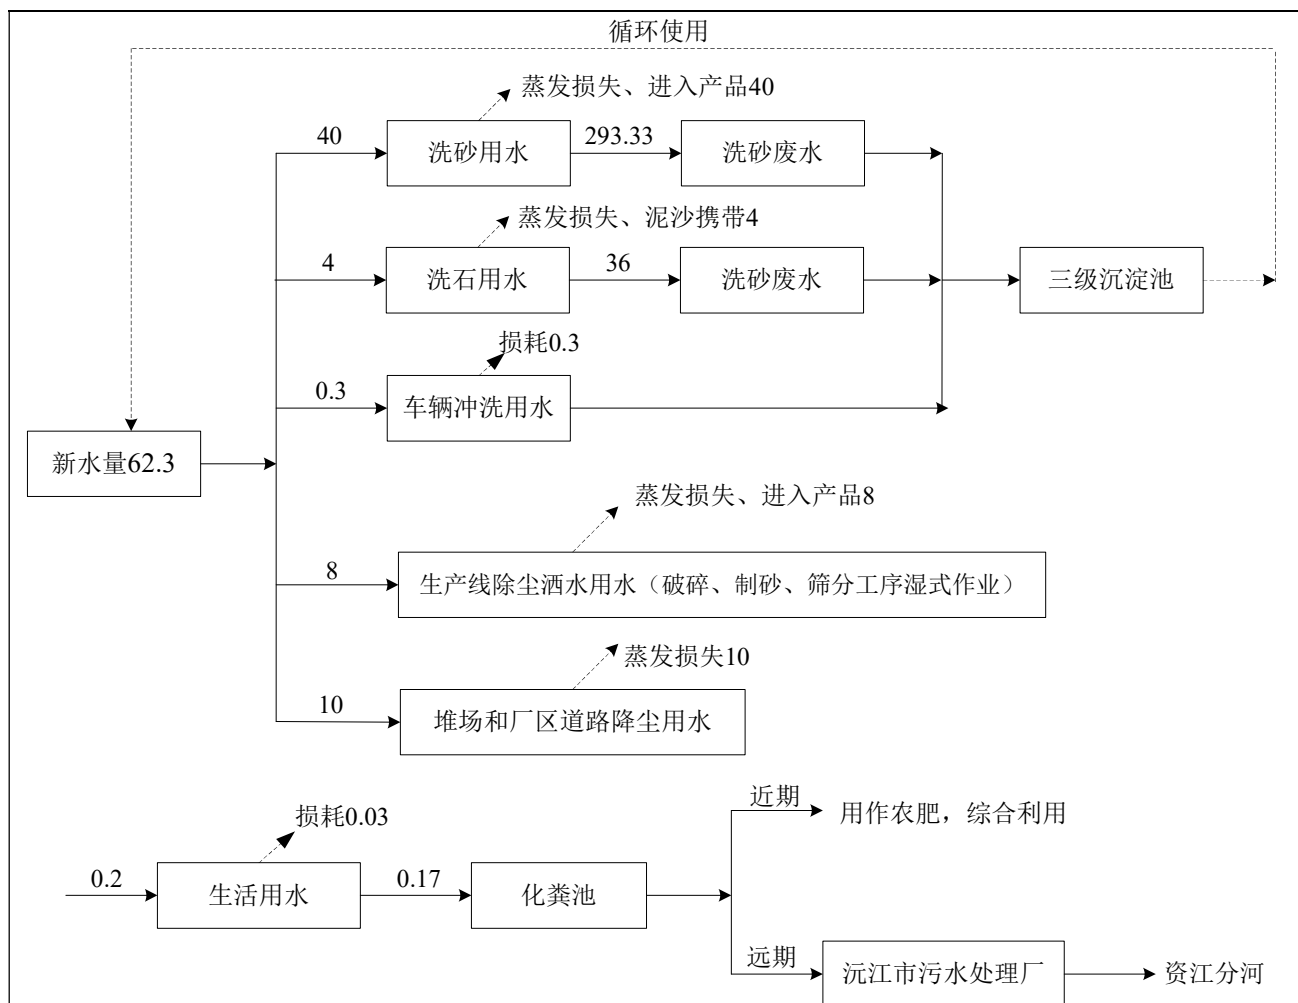 循环使用
蒸发损失、进入产品40
40
洗砂用水
293.33
洗砂废水
蒸发损失、泥沙携带4
4
洗石用水
36
洗砂废水
三级沉淀池
损耗0.3
0.3
车辆冲洗用水
新水量62.3
蒸发损失、进入产品8
8
生产线除尘洒水用水（破碎、制砂、筛分工序湿式作业）
蒸发损失10
10
堆场和厂区道路降尘用水
近期
用作农肥，综合利用
损耗0.03
0.2
生活用水
0.17
化粪池
远期
沅江市污水处理厂
资江分河